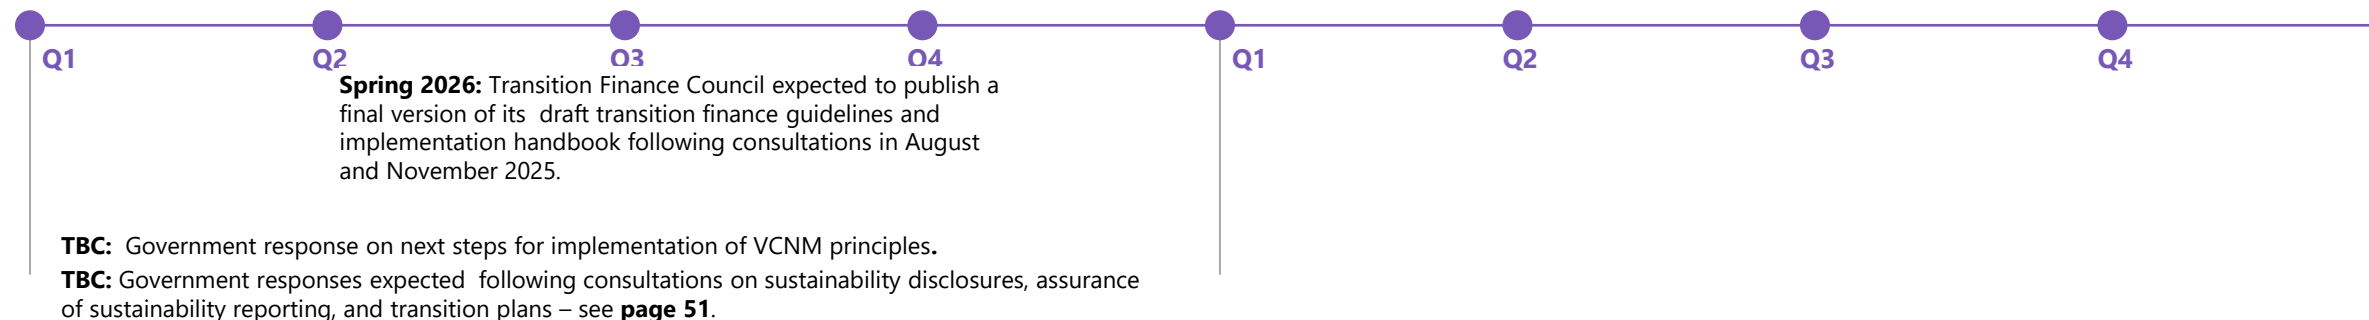 Q1 Q2 Q3 Q4 Q1 Q2 Q3 Q4
Spring 2026: Transition Finance Council expected to publish a
final version of its  draft transition finance guidelines and
implementation handbook following consultations in August
and November 2025.
TBC:  Government response on next steps for implementation of VCNM principles.
TBC: Government responses expected  following consultations on sustainability disclosures, assurance
of sustainability reporting, and transition plans – see page 51.